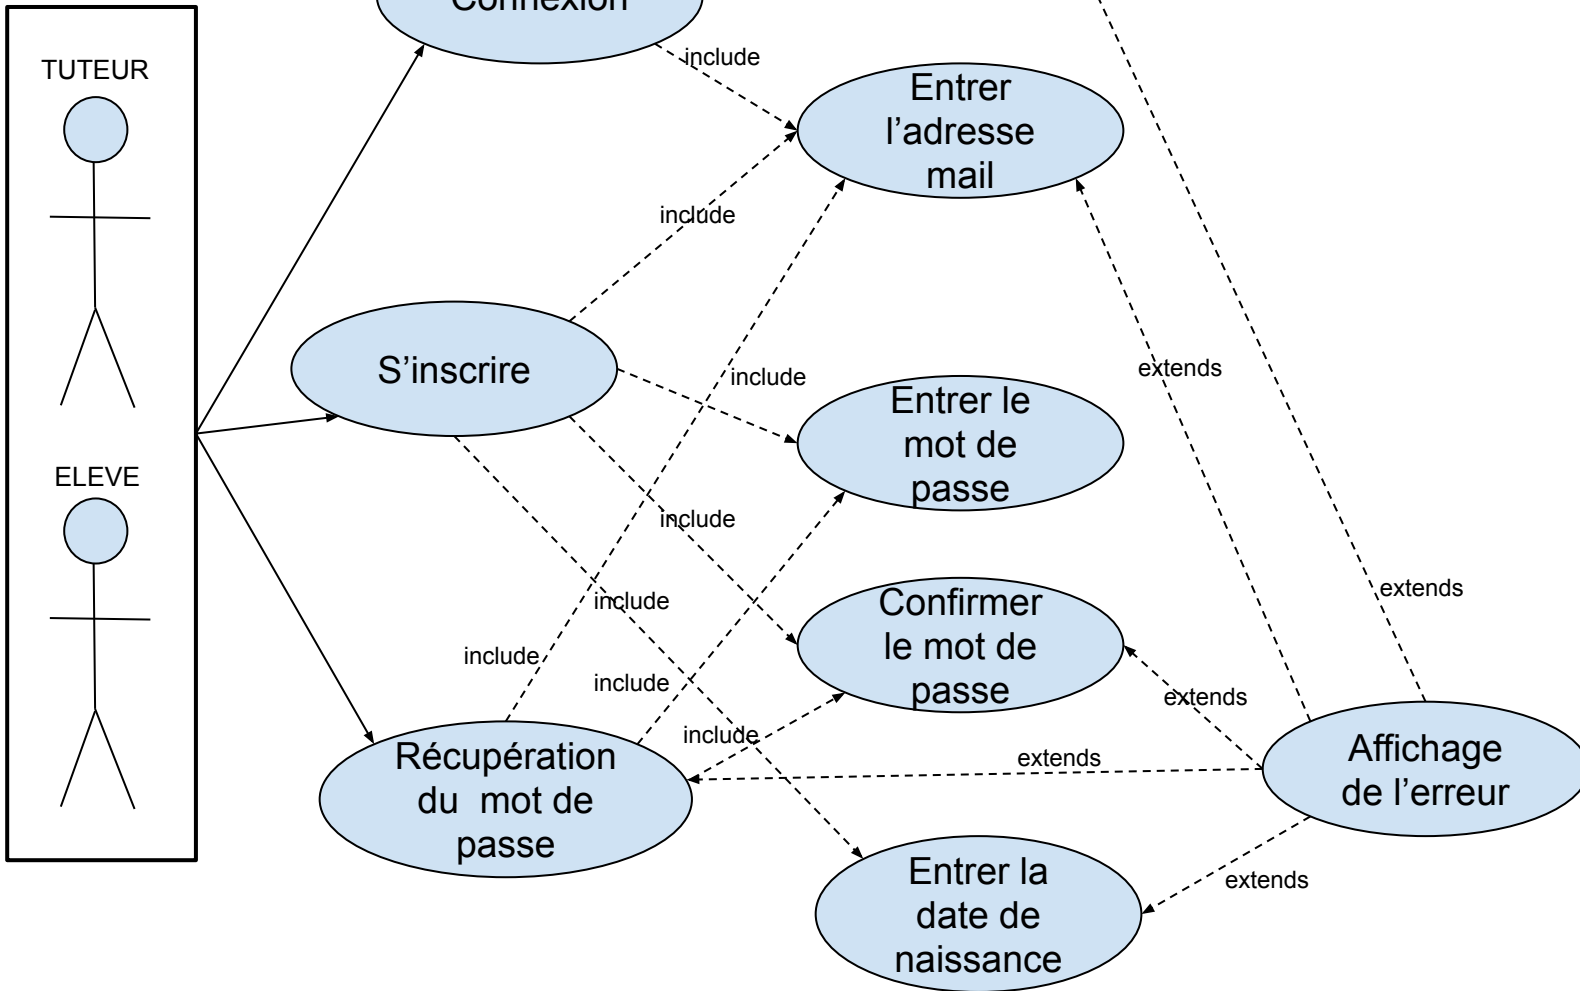 Connexion
TUTEUR
include
Entrer
l'adresse
mail
include
S'inscrire
extends
include
Entrer le
mot de
passe
ELEVE
include
extends
include
Confirmer
le mot de
passe
include
include
extends
include
Récupération
du mot de
passe
extends
Affichage
de l'erreur
Entrer la
date de
naissance
extends